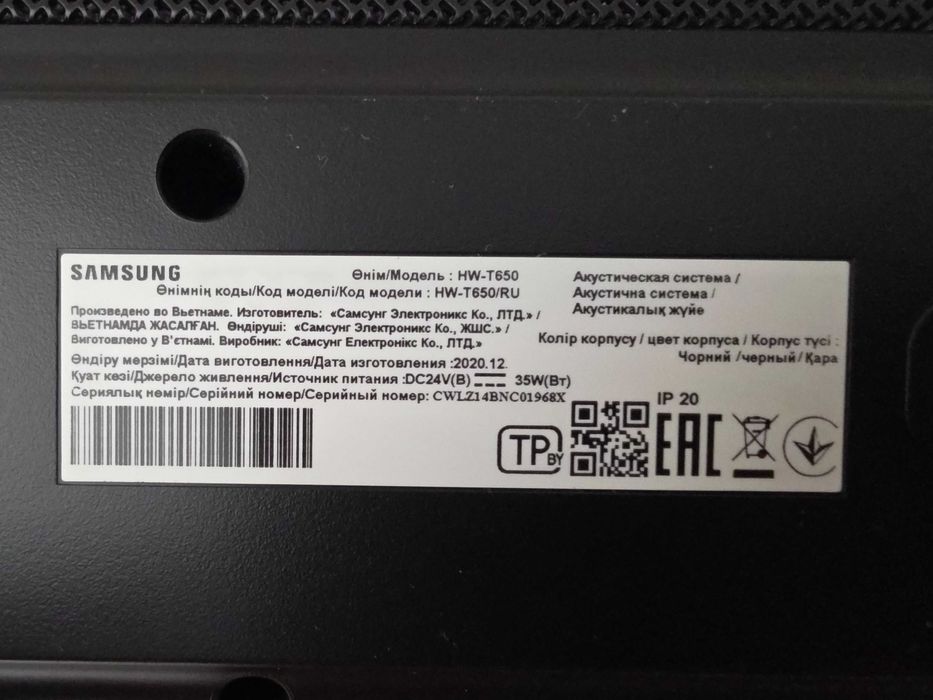 SAMSUNG
Өнім/Модель : HW-T650
Өнімнің коды/Код моделі/Код модели : HW-T650/RU
Акустическая система /
Акустична система /
Акустикалық жүйе
Произведено во Вьетнаме. Изготовитель: «Самсунг Электроникс Ко., ЛТД.» /
ВЬЕТНАМДА ЖАСАЛҒАН. Өндіруші: «Самсунг Электроникс Ко., ЖШС.» /
Виготовлено у В'єтнамі. Виробник: «Самсунг Електронікс Ко., ЛТД.»
Колір корпусу / цвет корпуса / Корпус түсі :
Чорний /черный/ Қара
Өндіру мерзімі/Дата виготовлення/Дата изготовления :2020.12.
Қуат көзі/Джерело живлення/Источник питания :DC24V(В) 35W(Вт)
Сериялық нөмір/Серійний номер/Серийный номер: CWLZ14BNC01968X
IP 20
TP BY
EAC